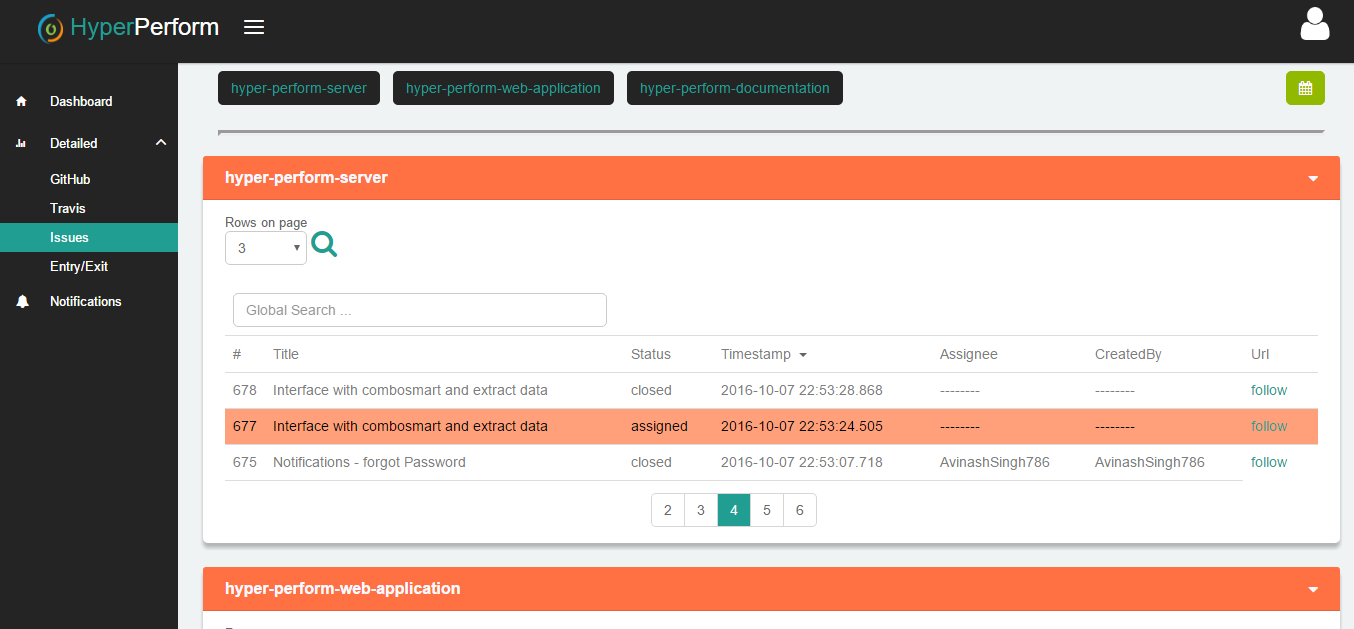 HyperPerform
Dashboard
Detailed
GitHub
Travis
Issues
Entry/Exit
Notifications
hyper-perform-server hyper-perform-web-application hyper-perform-documentation
hyper-perform-server
Rows on page
3
Global Search ...
# Title Status Timestamp Assignee CreatedBy Url
678 Interface with combosmart and extract data closed 2016-10-07 22:53:28.868 -------- -------- follow
677 Interface with combosmart and extract data assigned 2016-10-07 22:53:24.505 -------- -------- follow
675 Notifications - forgot Password closed 2016-10-07 22:53:07.718 AvinashSingh786 AvinashSingh786 follow
2 3 4 5 6
hyper-perform-web-application